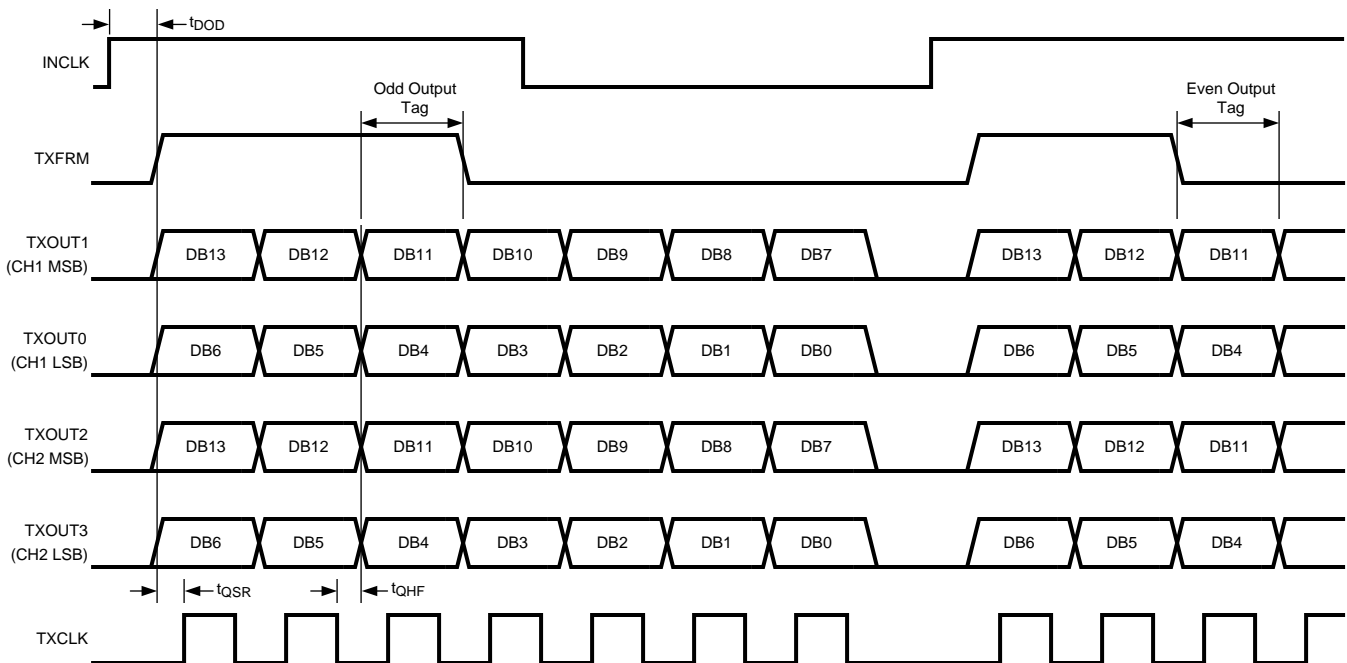 tDOD
INCLK
Odd Output
Tag
Even Output
Tag
TXFRM
TXOUT1
(CH1 MSB)
DB13 DB12 DB11 DB10 DB9 DB8 DB7 DB13 DB12 DB11
TXOUT0
(CH1 LSB)
DB6 DB5 DB4 DB3 DB2 DB1 DB0 DB6 DB5 DB4
TXOUT2
(CH2 MSB)
DB13 DB12 DB11 DB10 DB9 DB8 DB7 DB13 DB12 DB11
TXOUT3
(CH2 LSB)
DB6 DB5 DB4 DB3 DB2 DB1 DB0 DB6 DB5 DB4
tQSR tQHF
TXCLK